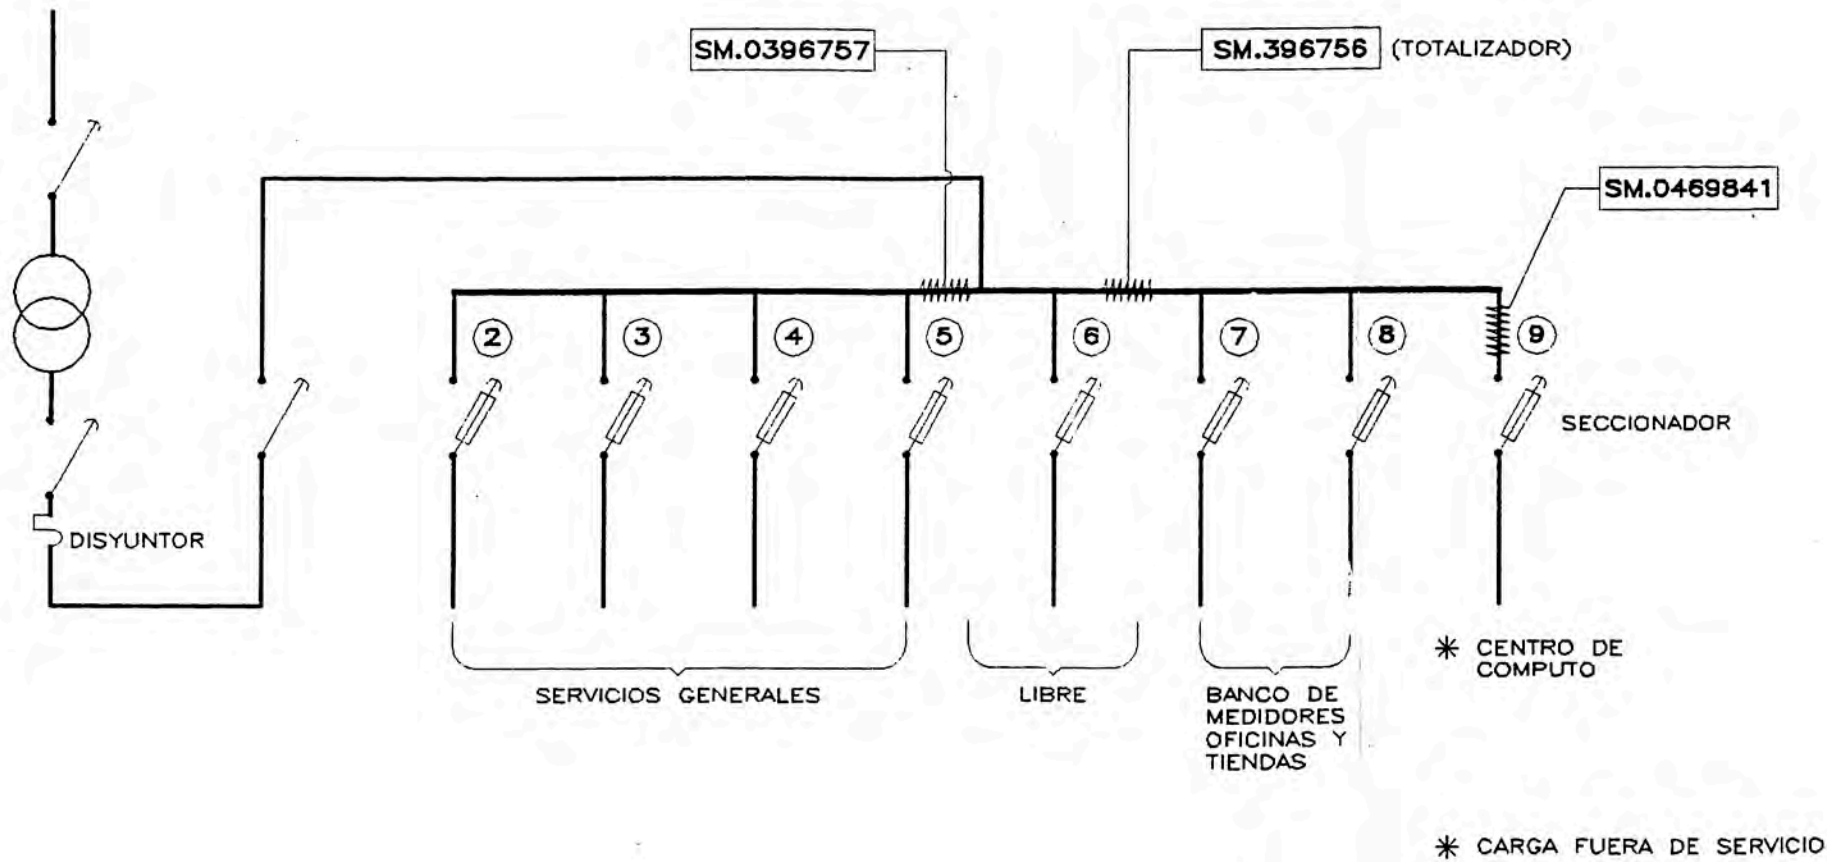 SM.0396757
SM.396756 (TOTALIZADOR)
SM.0469841
2
3
4
5
6
7
8
9
SECCIONADOR
DISYUNTOR
SERVICIOS GENERALES
LIBRE
BANCO DE
MEDIDORES
OFICINAS Y
TIENDAS
* CENTRO DE
COMPUTO
* CARGA FUERA DE SERVICIO